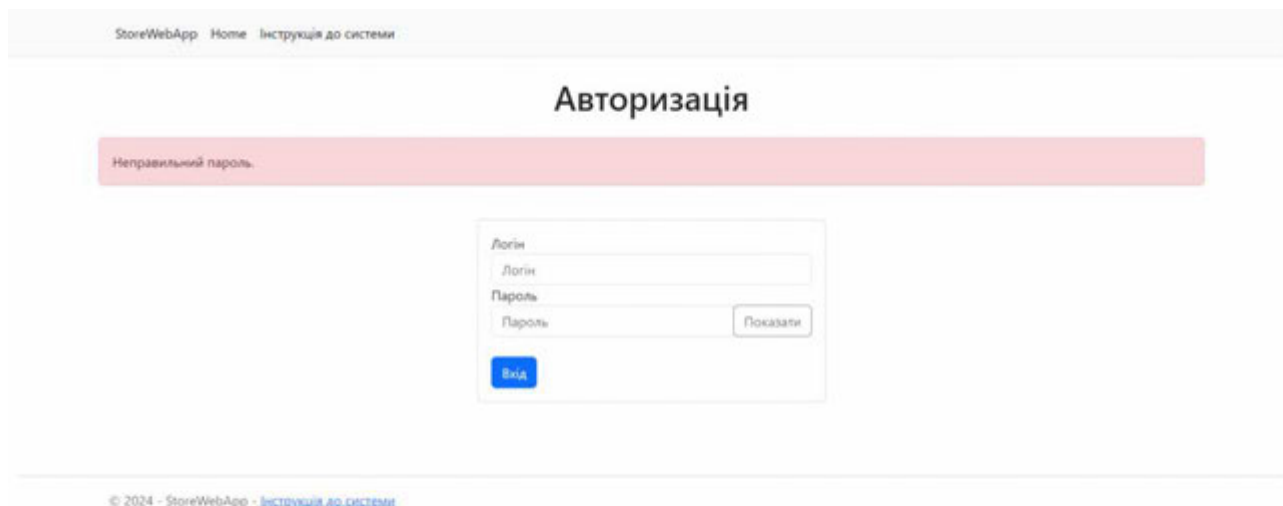 StoreWebApp Home Інструкція до системи
Авторизація
Неправильний пароль.
Логін
Логін
Пароль
Пароль Показати
Вхід
© 2024 - StoreWebApp - Інструкція до системи